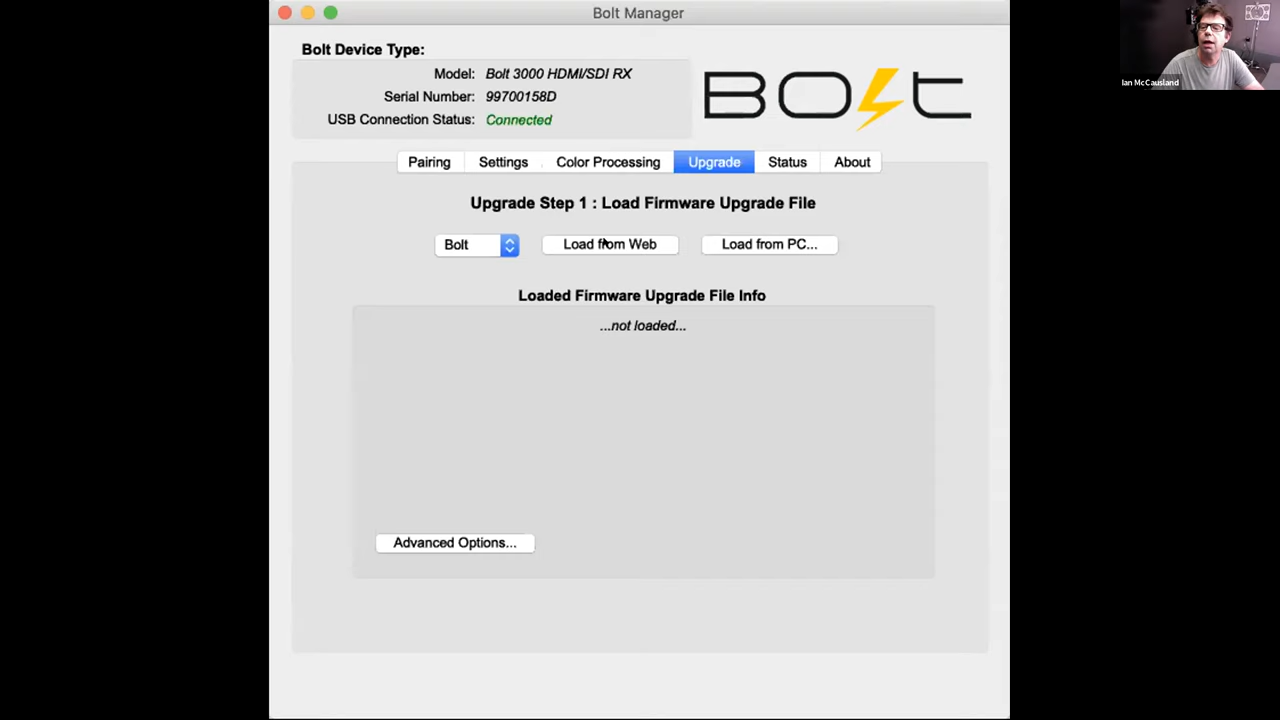 Bolt Manager
Bolt Device Type:
Model: Bolt 3000 HDMI/SDI RX
Serial Number: 99700158D
USB Connection Status: Connected
BOLT
Pairing Settings Color Processing Upgrade Status About
Upgrade Step 1 : Load Firmware Upgrade File
Bolt Load from Web Load from PC...
Loaded Firmware Upgrade File Info
...not loaded...
Advanced Options...
Ian McCausland